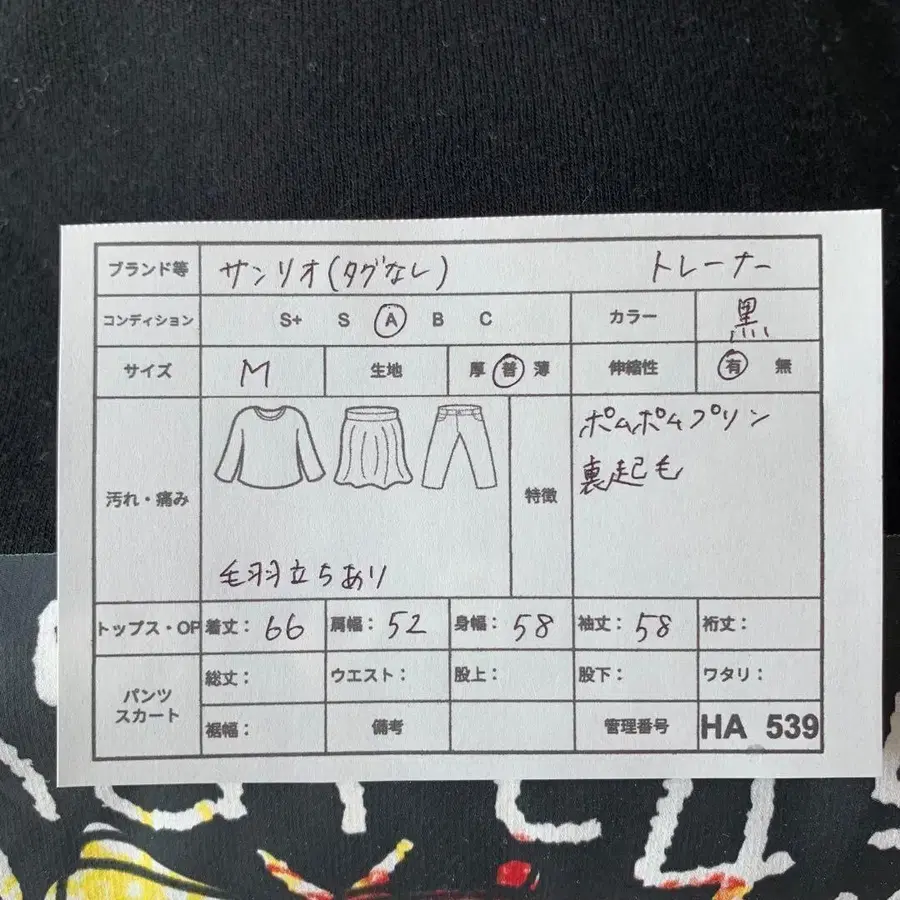 ブランド等 サンリオ(タグなし) トレーナー
コンディション S+ S A B C カラー 黒
サイズ M 生地 厚 普 薄 伸縮性 有 無
汚れ・痛み 毛羽立ちあり 特徴 ポムポムプリン
裏起毛
トップス・OP 着丈: 66 肩幅: 52 身幅: 58 袖丈: 58 裄丈:
パンツ スカート 総丈: ウエスト: 股上: 股下: ワタリ:
裾幅: 備考 管理番号 HA 539